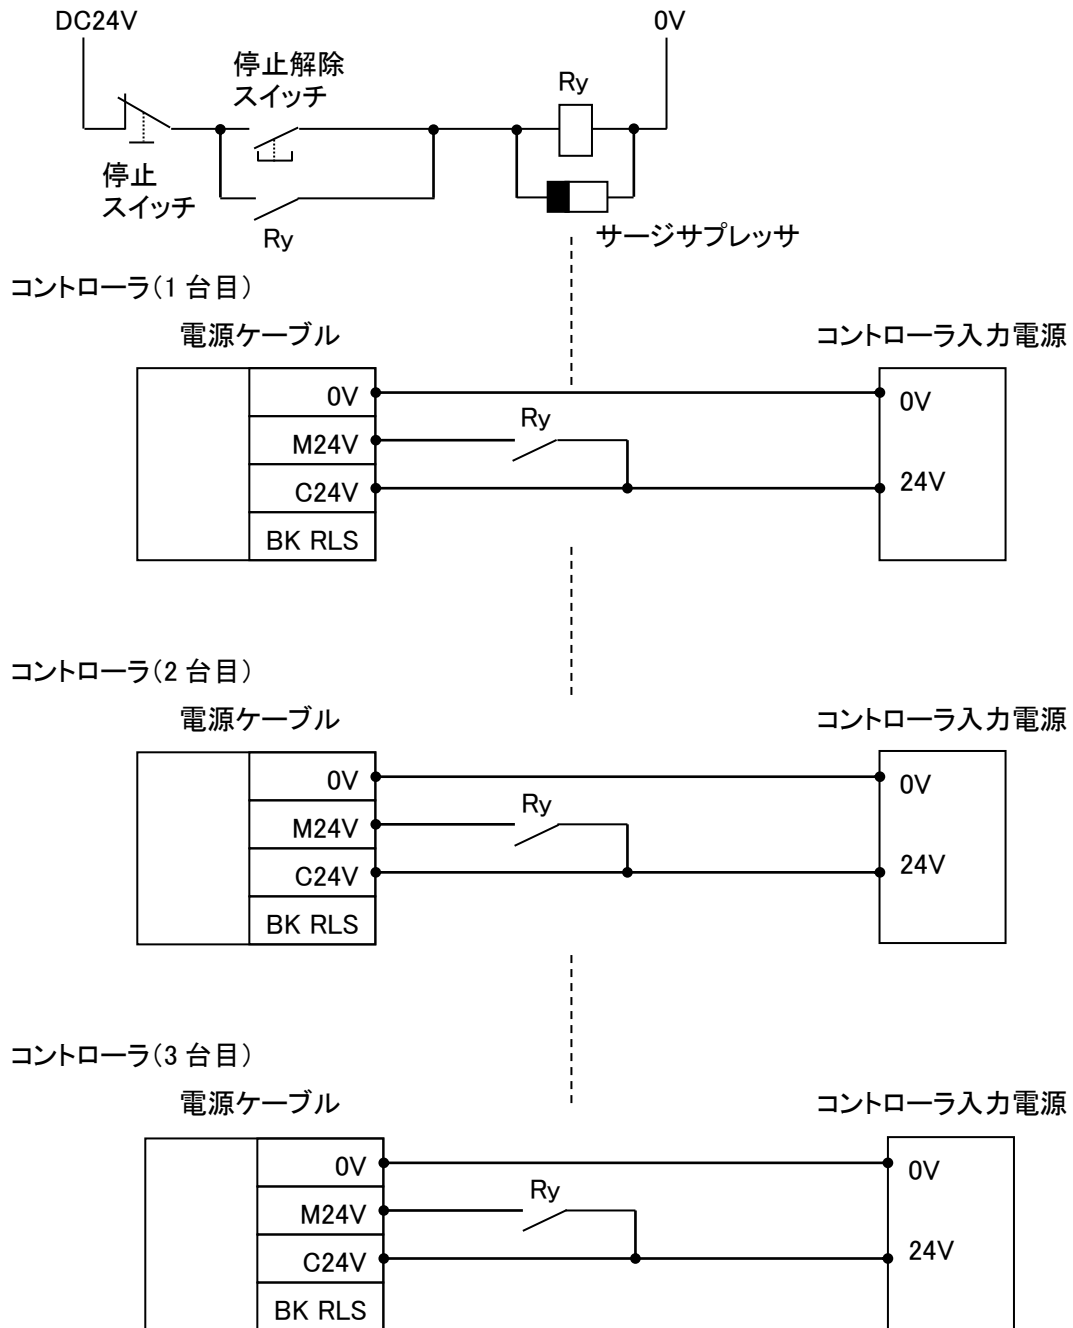 DC24V
0V
停止解除
スイッチ
Ry
停止
スイッチ
Ry
サージサプレッサ
コントローラ(1 台目)
電源ケーブル
コントローラ入力電源
0V
0V
Ry
M24V
24V
C24V
BK RLS
コントローラ(2 台目)
電源ケーブル
コントローラ入力電源
0V
0V
Ry
M24V
24V
C24V
BK RLS
コントローラ(3 台目)
電源ケーブル
コントローラ入力電源
0V
0V
Ry
M24V
24V
C24V
BK RLS